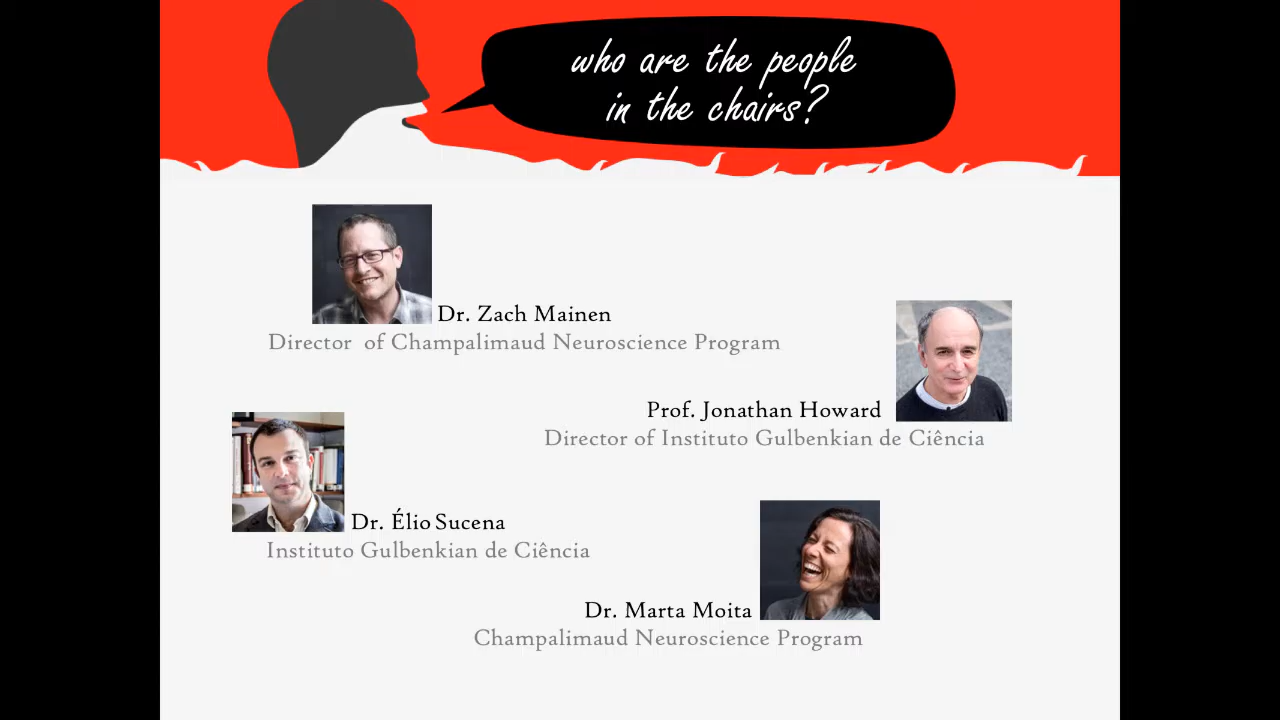 who are the people
in the chairs?
Dr. Zach Mainen
Director of Champalimaud Neuroscience Program
Prof. Jonathan Howard
Director of Instituto Gulbenkian de Ciência
Dr. Élio Sucena
Instituto Gulbenkian de Ciência
Dr. Marta Moita
Champalimaud Neuroscience Program